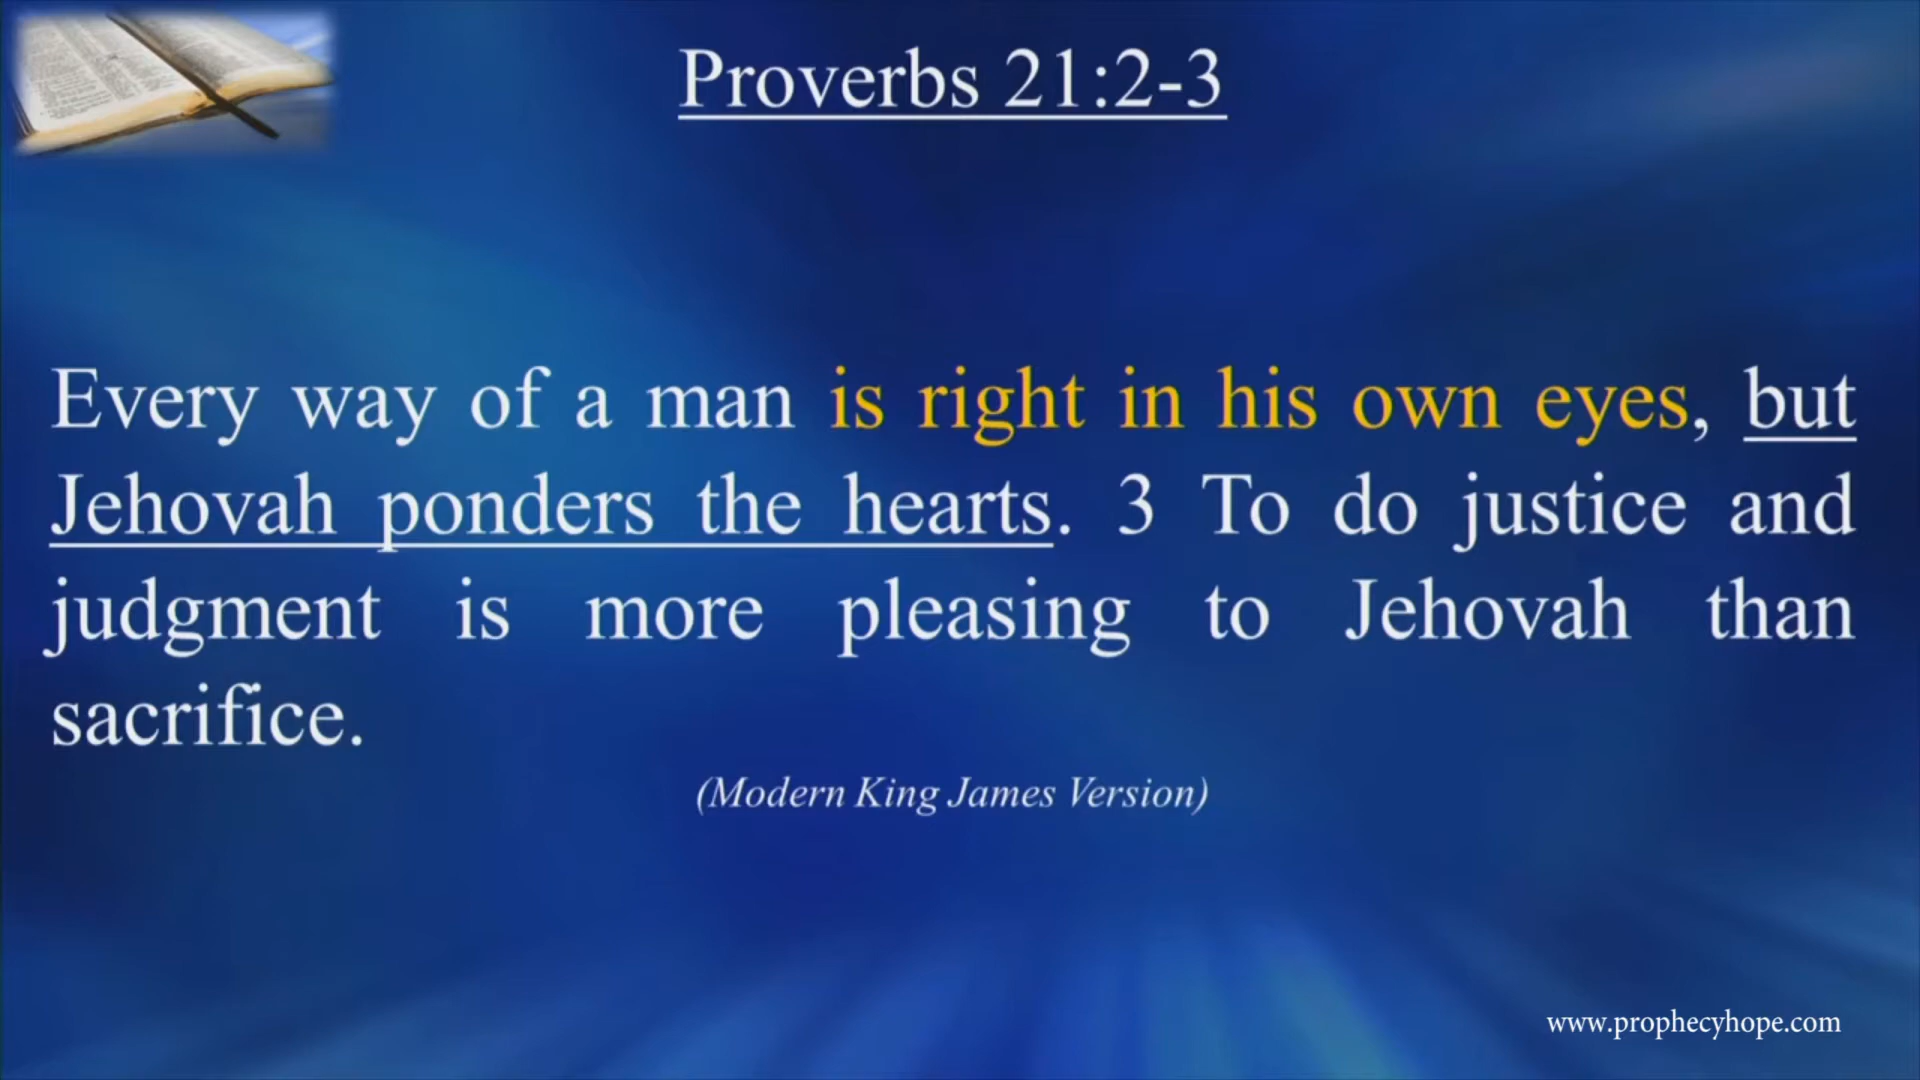 Proverbs 21:2-3
Every way of a man is right in his own eyes, but
Jehovah ponders the hearts. 3 To do justice and
judgment is more pleasing to Jehovah than
sacrifice.
(Modern King James Version)
www.prophecyhope.com